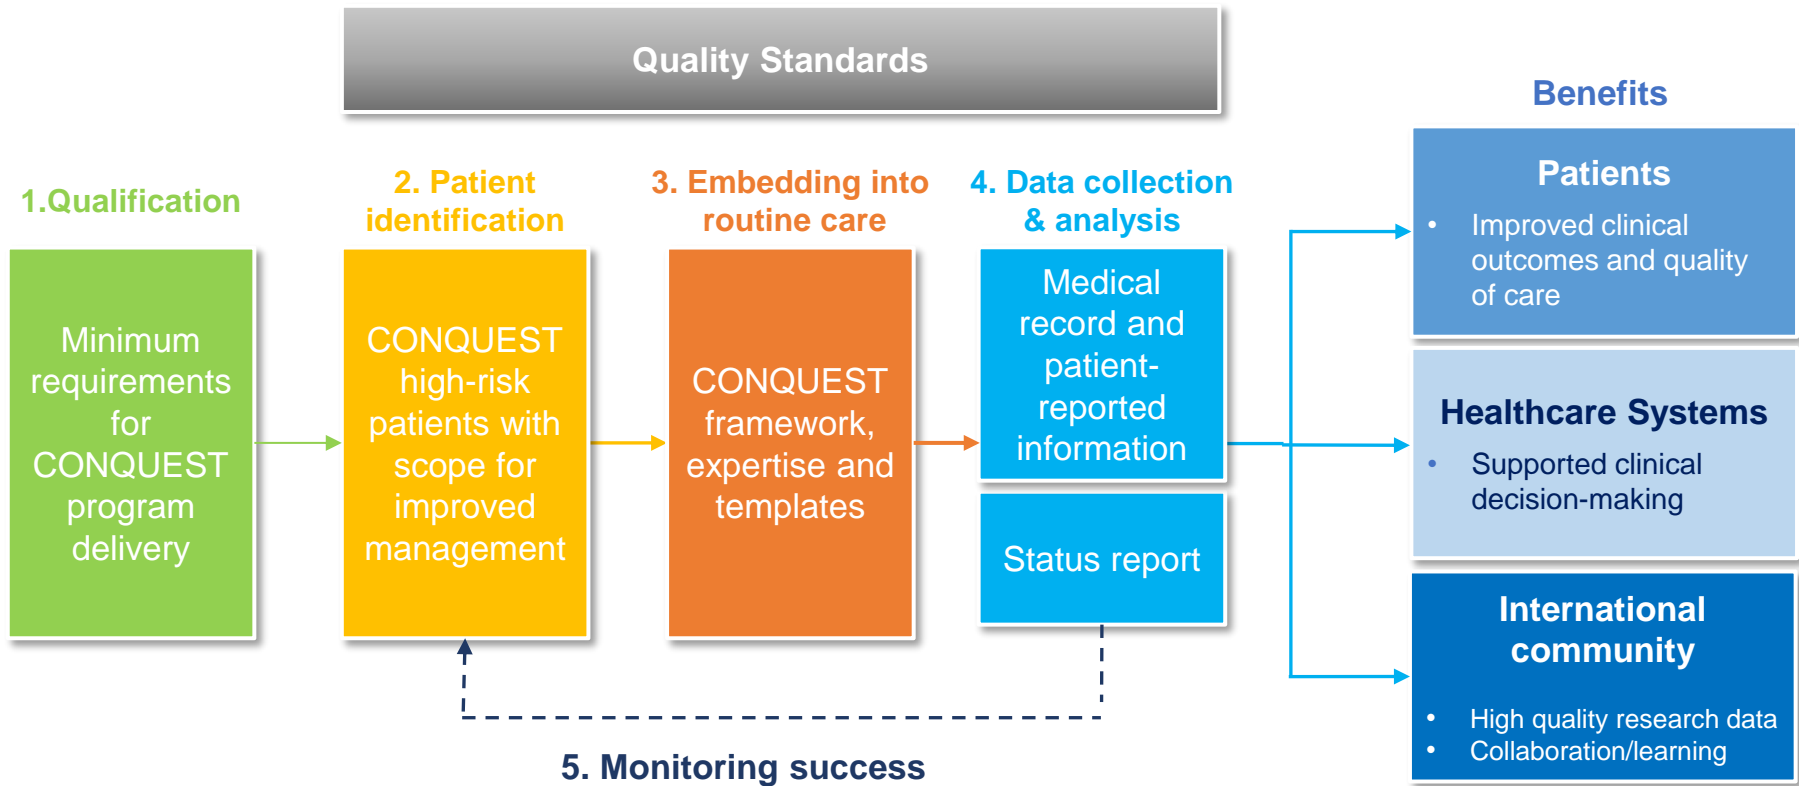 Quality Standards
1.Qualification
Minimum
requirements
for
CONQUEST
program
delivery
2. Patient
identification
CONQUEST
high-risk
patients with
scope for
improved
management
3. Embedding into
routine care
CONQUEST
framework,
expertise and
templates
4. Data collection
& analysis
Medical
record and
patient-
reported
information
Status report
5. Monitoring success
Benefits
Patients
• Improved clinical
outcomes and quality
of care
Healthcare Systems
• Supported clinical
decision-making
International
community
• High quality research data
• Collaboration/learning